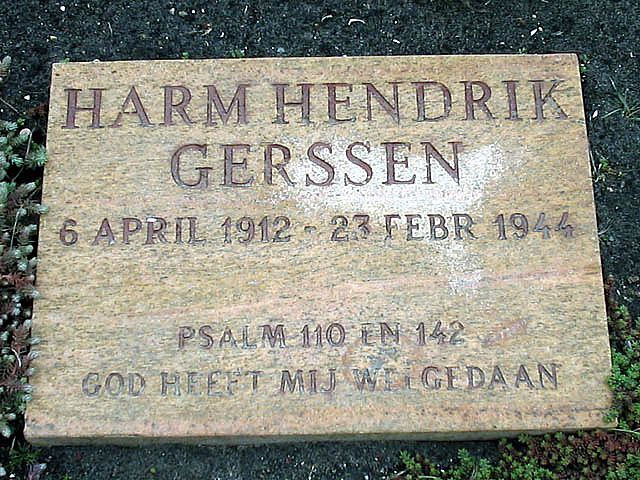 HARM HENDRIK
GERSSEN
6 APRIL 1912 - 23 FEBR 1944
PSALM 110 EN 142
GOD HEEFT MIJ WELGEDAAN